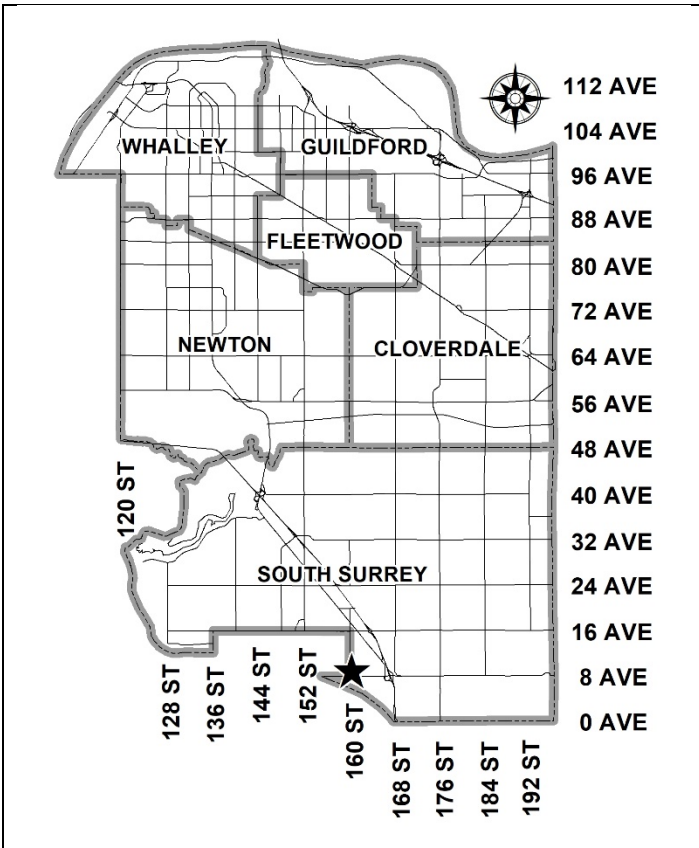 112 AVE
104 AVE
WHALLEY
GUILDFORD
96 AVE
88 AVE
FLEETWOOD
80 AVE
72 AVE
NEWTON
CLOVERDALE
64 AVE
56 AVE
48 AVE
120 ST
40 AVE
32 AVE
SOUTH SURREY
24 AVE
16 AVE
8 AVE
0 AVE
128 ST
136 ST
144 ST
152 ST
160 ST
168 ST
176 ST
184 ST
192 ST